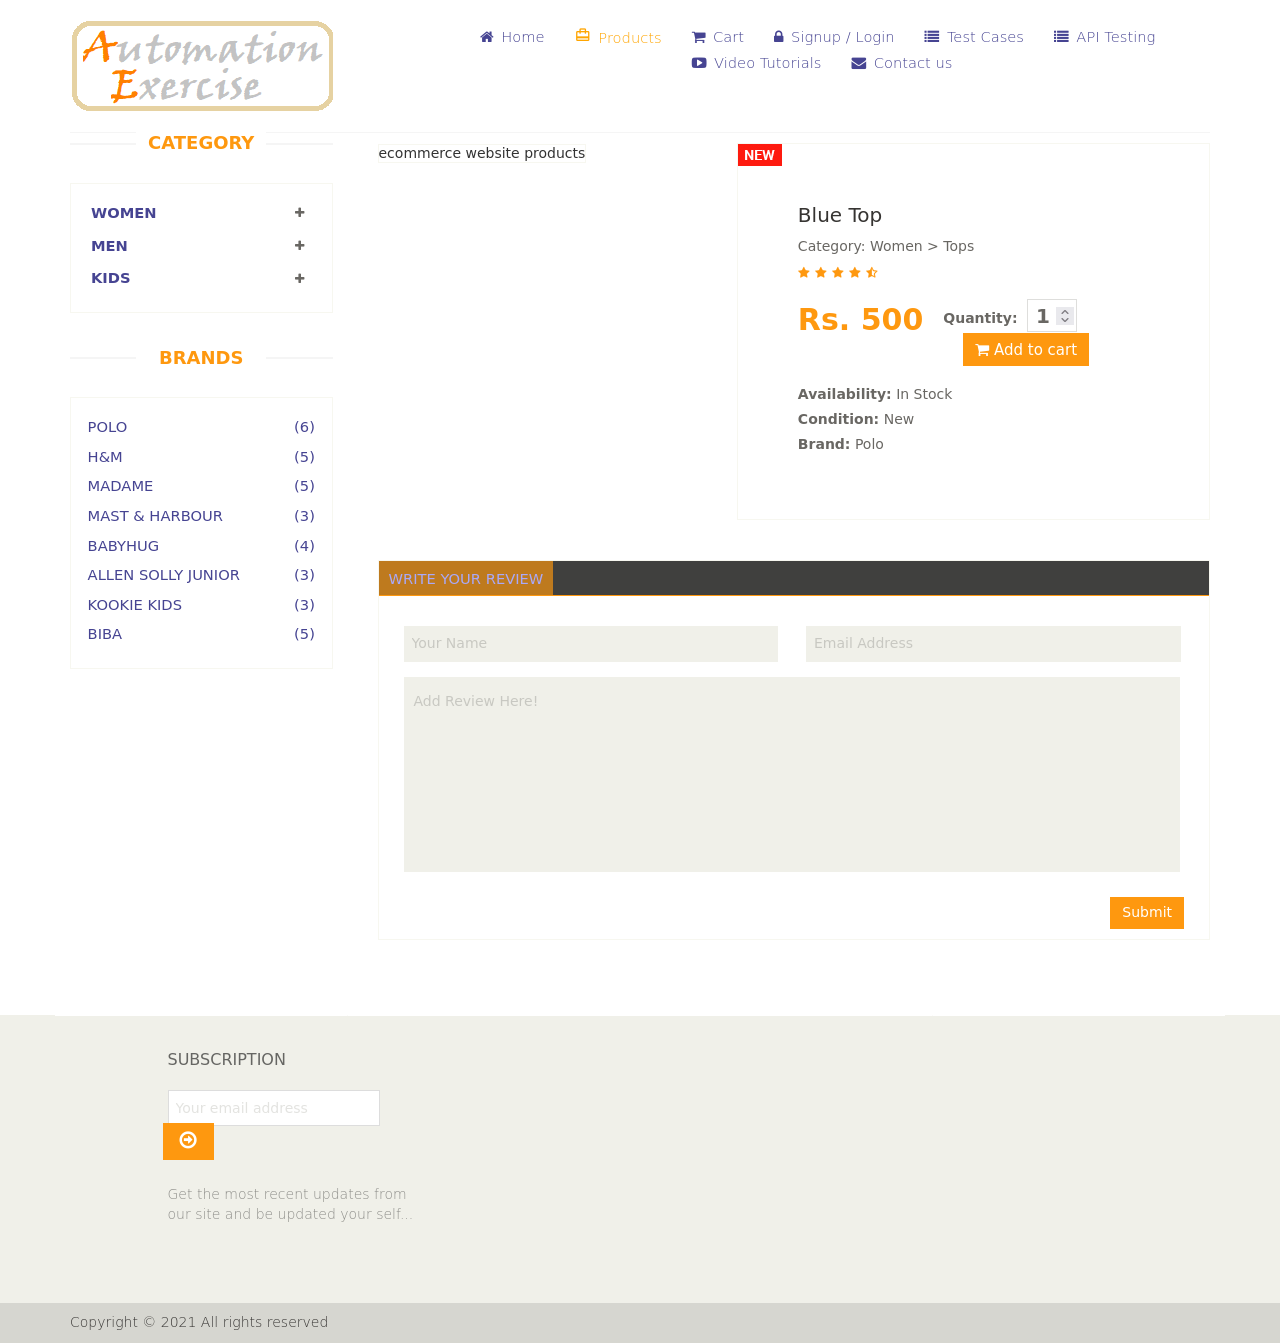 Automation
Exercise
Home
Products
Cart
Signup / Login
Test Cases
API Testing
Video Tutorials
Contact us
CATEGORY
WOMEN
MEN
KIDS
BRANDS
POLO (6)
H&M (5)
MADAME (5)
MAST & HARBOUR (3)
BABYHUG (4)
ALLEN SOLLY JUNIOR (3)
KOOKIE KIDS (3)
BIBA (5)
ecommerce website products
NEW
Blue Top
Category: Women > Tops
Rs. 500 Quantity: 1
Add to cart
Availability: In Stock
Condition: New
Brand: Polo
WRITE YOUR REVIEW
Your Name
Email Address
Add Review Here!
Submit
SUBSCRIPTION
Your email address
Get the most recent updates from
our site and be updated your self...
Copyright © 2021 All rights reserved